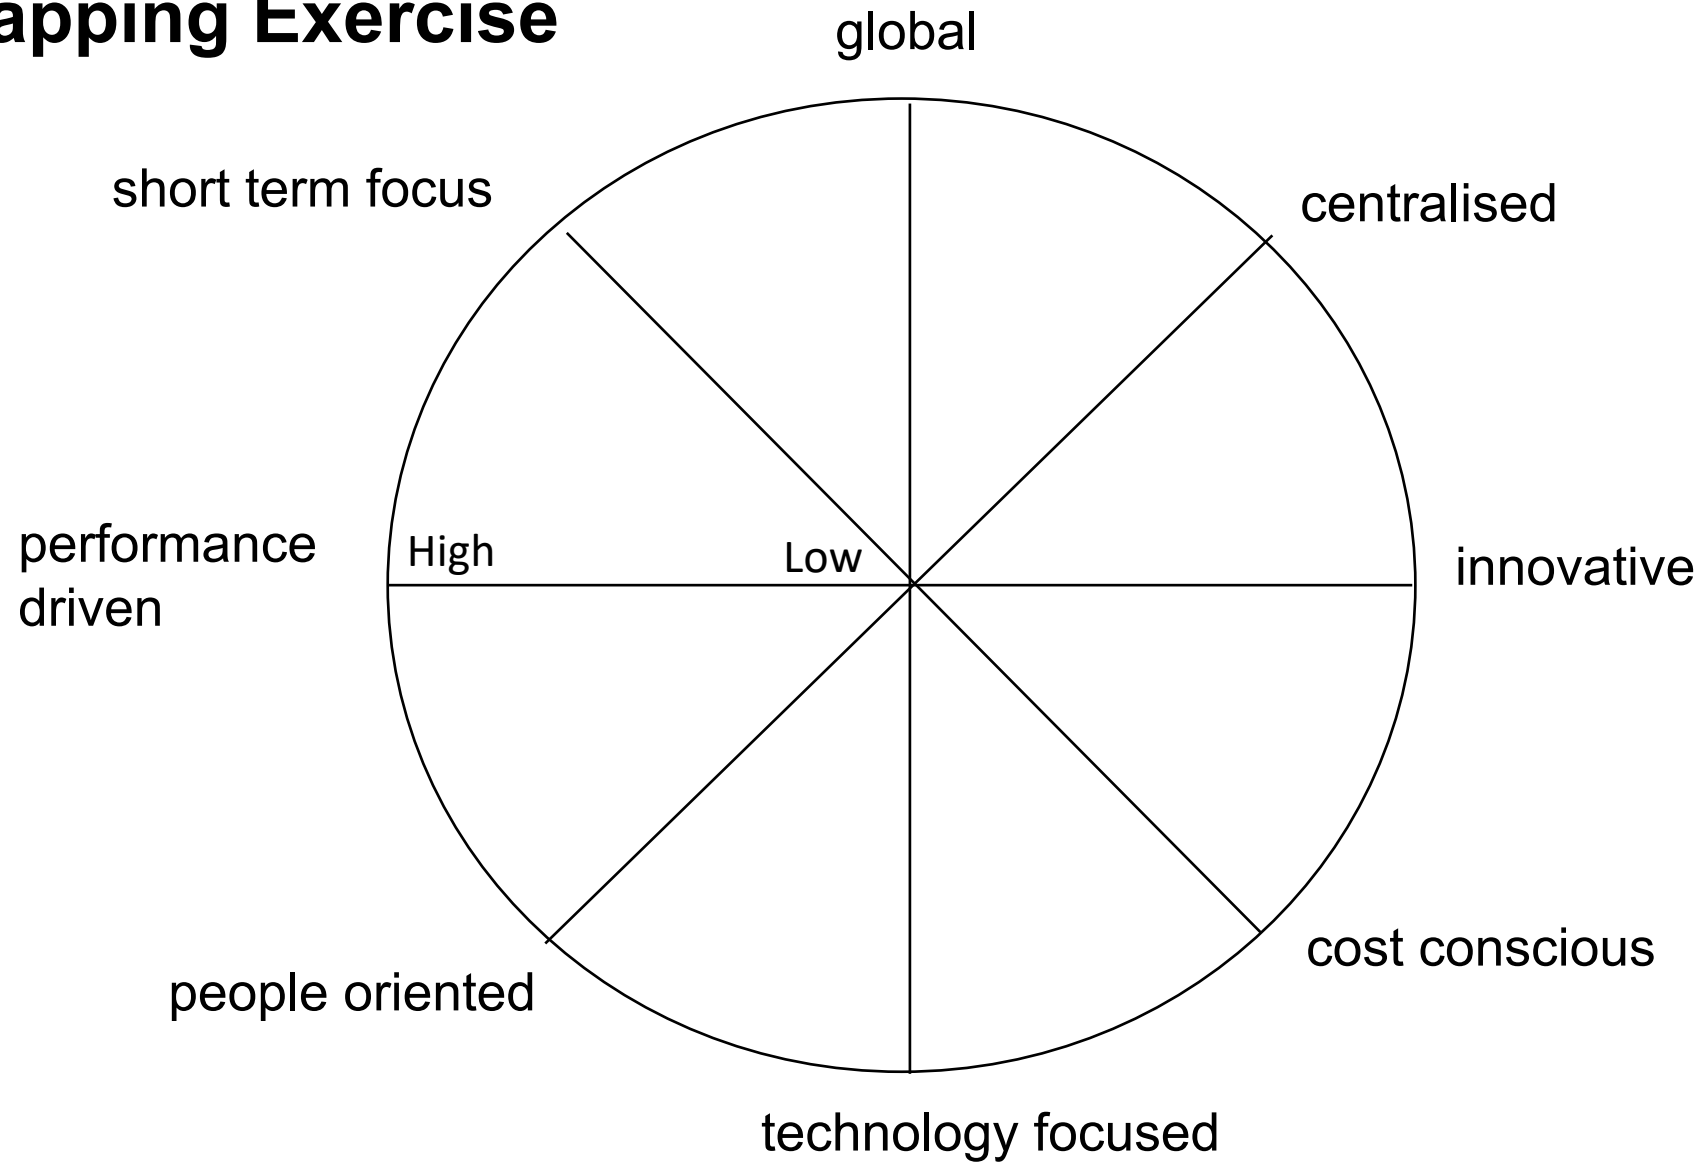 apping Exercise
global
short term focus
centralised
performance
driven
High
Low
innovative
cost conscious
people oriented
technology focused